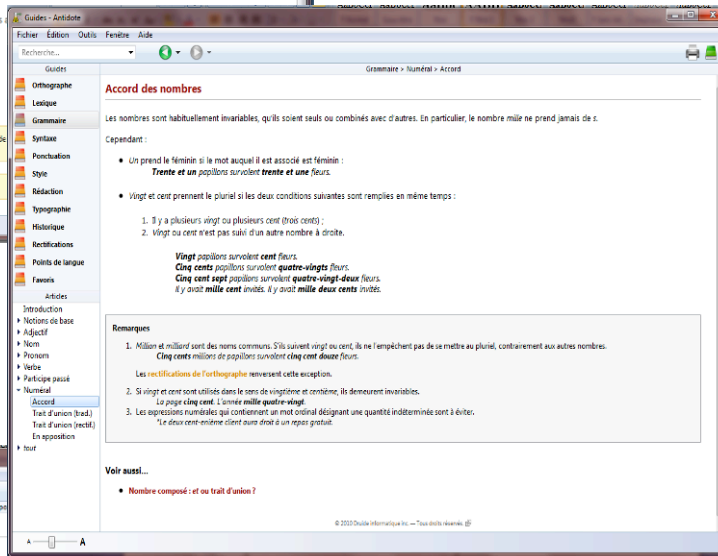 Guides - Antidote
Fichier Édition Outils Fenêtre Aide
Recherche...
Guides
Grammaire > Numéral > Accord
Orthographe
Lexique
Grammaire
Syntaxe
Ponctuation
Style
Rédaction
Typographie
Historique
Rectifications
Points de langue
Favoris
Articles
Introduction
Notions de base
Adjectif
Nom
Pronom
Verbe
Participe passé
Numéral
Accord
Trait d'union (trad.)
Trait d'union (rectif.)
En apposition
tout
Accord des nombres
Les nombres sont habituellement invariables, qu'ils soient seuls ou combinés avec d'autres. En particulier, le nombre mille ne prend jamais de s.
Cependant :
• Un prend le féminin si le mot auquel il est associé est féminin :
Trente et un papillons survolent trente et une fleurs.
• Vingt et cent prennent le pluriel si les deux conditions suivantes sont remplies en même temps :
1. Il y a plusieurs vingt ou plusieurs cent (trois cents) ;
2. Vingt ou cent n'est pas suivi d'un autre nombre à droite.
Vingt papillons survolent cent fleurs.
Cinq cents papillons survolent quatre-vingts fleurs.
Cinq cent sept papillons survolent quatre-vingt-deux fleurs.
Il y avait mille cent invités. Il y avait mille deux cents invités.
Remarques
1. Million et milliard sont des noms communs. S'ils suivent vingt ou cent, ils ne l'empêchent pas de se mettre au pluriel, contrairement aux autres nombres.
Cinq cents millions de papillons survolent cinq cent douze fleurs.
Les rectifications de l'orthographe renversent cette exception.
2. Si vingt et cent sont utilisés dans le sens de vingtième et centième, ils demeurent invariables.
La page cinq cent. L'année mille quatre-vingt.
3. Les expressions numérales qui contiennent un mot ordinal désignant une quantité indéterminée sont à éviter.
*Le deux cent-enième client aura droit à un repas gratuit.
Voir aussi...
• Nombre composé : et ou trait d'union ?
© 2010 Druide informatique inc. — Tous droits réservés.
A A